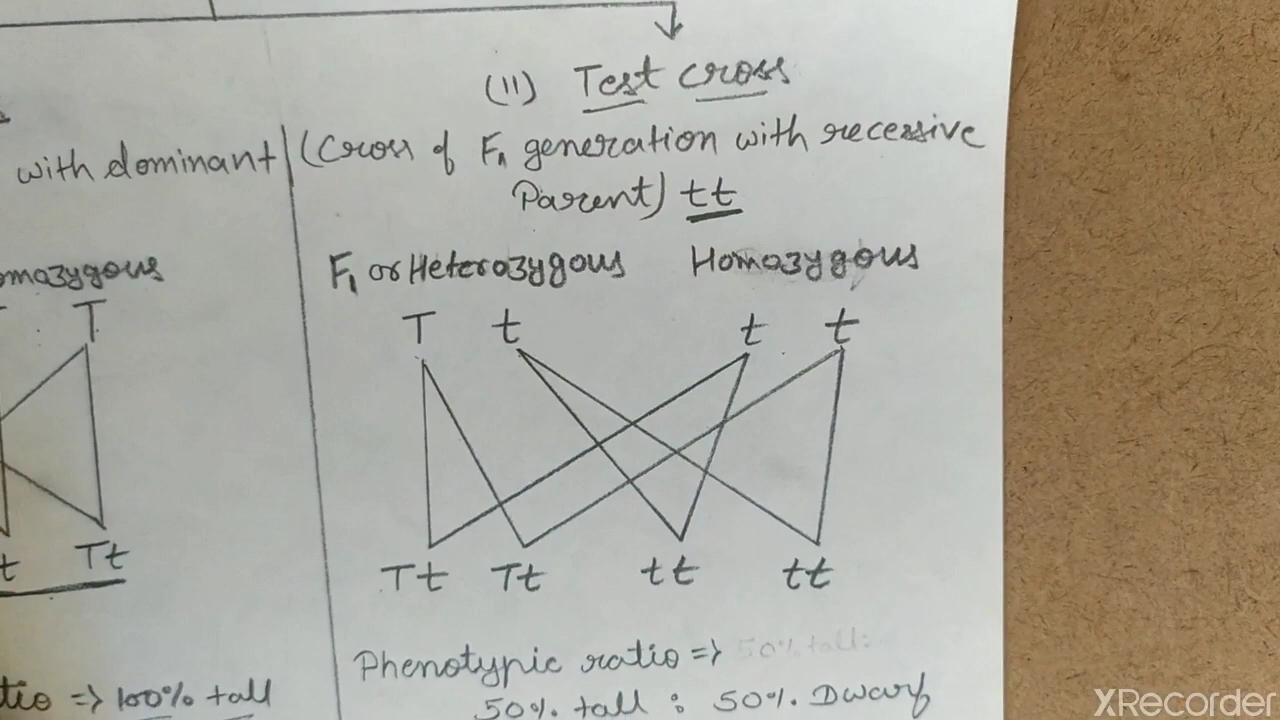 (II) Test cross
with dominant
(Cross of F1 generation with recessive
Parent) tt
omozygous
F1 or Heterozygous Homozygous
T
T t t t
t Tt
Tt Tt tt tt
Phenotypic ratio => 50% tall:
tio => 100% tall
50% tall : 50% Dwarf
XRecorder